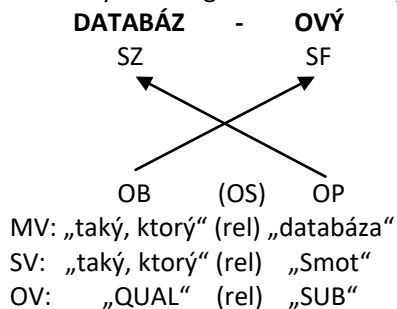 DATABÁZ - OVÝ
SZ SF
OB (OS) OP
MV: „taký, ktorý“ (rel) „databáza“
SV: „taký, ktorý“ (rel) „Smot“
OV: „QUAL“ (rel) „SUB“